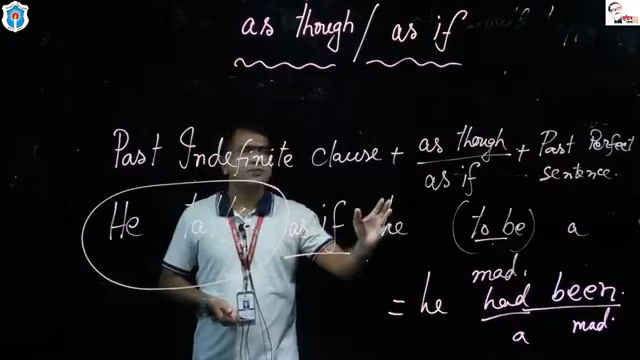 as though / as if
Past Indefinite clause + as though / as if + Past Perfect sentence.
He as if he (to be) a mad.
= he had been a mad.